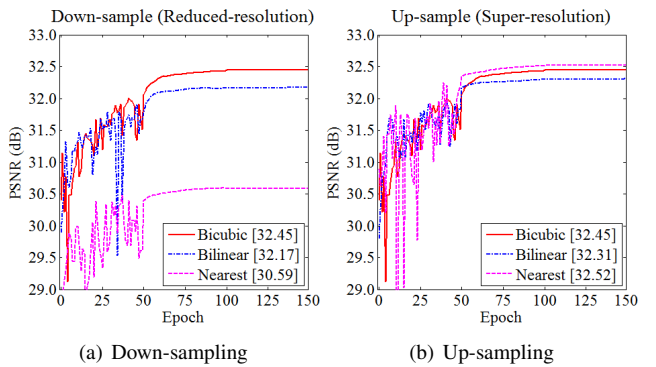 Down-sample (Reduced-resolution)
33.0
32.5
32.0
31.5
31.0
30.5
30.0
29.5
29.0
PSNR (dB)
0
25
50
75
100
125
150
Epoch
Bicubic [32.45]
Bilinear [32.17]
Nearest [30.59]
(a) Down-sampling
Up-sample (Super-resolution)
33.0
32.5
32.0
31.5
31.0
30.5
30.0
29.5
29.0
PSNR (dB)
0
25
50
75
100
125
150
Epoch
Bicubic [32.45]
Bilinear [32.31]
Nearest [32.52]
(b) Up-sampling